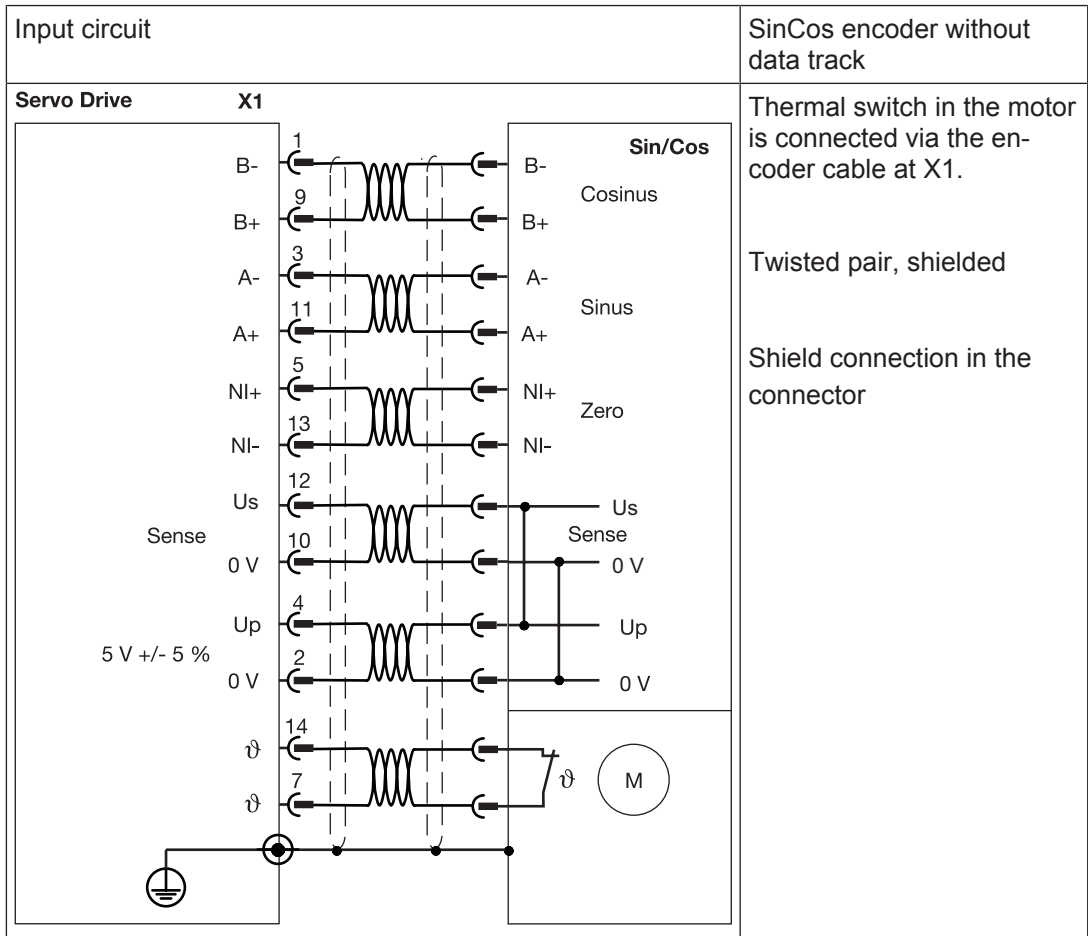 Input circuit
SinCos encoder without
data track
Servo Drive X1
Thermal switch in the motor
is connected via the en-
coder cable at X1.
Twisted pair, shielded
Shield connection in the
connector
Sin/Cos
B- 1 B-
Cosinus
B+ 9 B+
A- 3 A-
Sinus
A+ 11 A+
NI+ 5 NI+
Zero
NI- 13 NI-
Us 12 Us
Sense Sense
0 V 10 0 V
Up 4 Up
5 V +/- 5 %
0 V 2 0 V
ϑ 14
ϑ M
ϑ 7